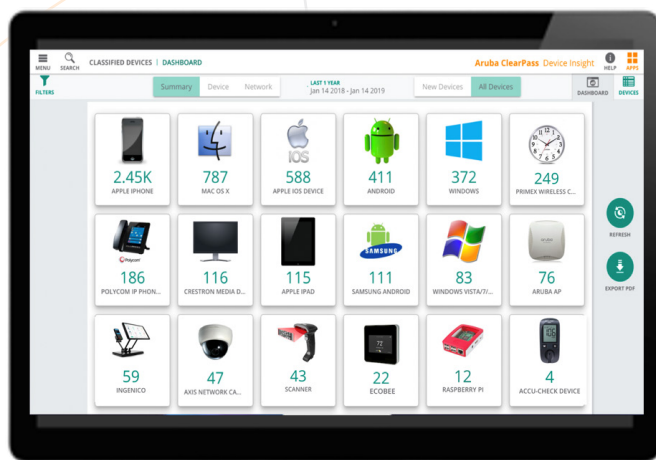 MENU
SEARCH
CLASSIFIED DEVICES | DASHBOARD
Aruba ClearPass Device Insight
HELP
APPS
FILTERS
Summary Device Network
LAST 1 YEAR
Jan 14 2018 - Jan 14 2019
New Devices All Devices
DASHBOARD
DEVICES
2.45K
APPLE IPHONE
787
MAC OS X
iOS
588
APPLE IOS DEVICE
411
ANDROID
372
WINDOWS
249
PRIMEX WIRELESS C...
REFRESH
Polycom
186
POLYCOM IP PHON...
116
CRESTRON MEDIA D...
115
APPLE IPAD
SAMSUNG
111
SAMSUNG ANDROID
83
WINDOWS VISTA/7/...
aruba
76
ARUBA AP
EXPORT PDF
59
INGENICO
47
AXIS NETWORK CA...
43
SCANNER
72
22
ECOBEE
12
RASPBERRY PI
4
ACCU-CHECK DEVICE